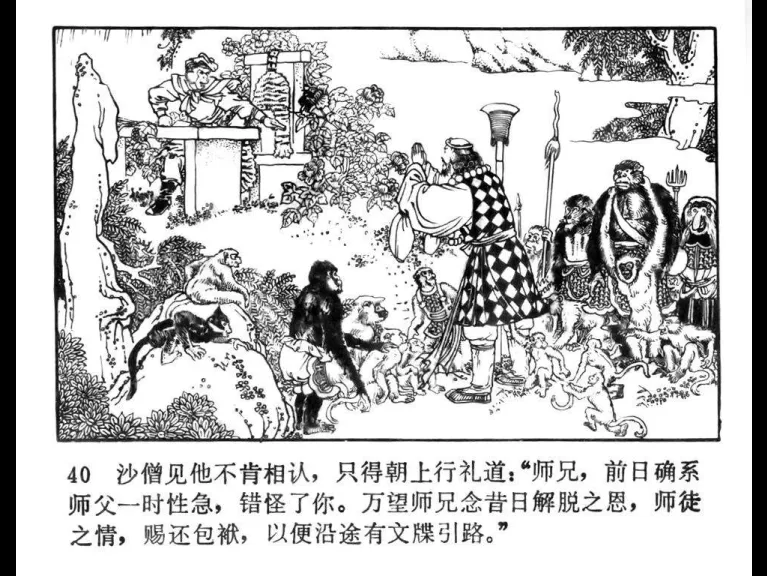 40 沙僧见他不肯相认，只得朝上行礼道：“师兄，前日确系
师父一时性急，错怪了你。万望师兄念昔日解脱之恩，师徒
之情，赐还包袱，以便沿途有文牒引路。”